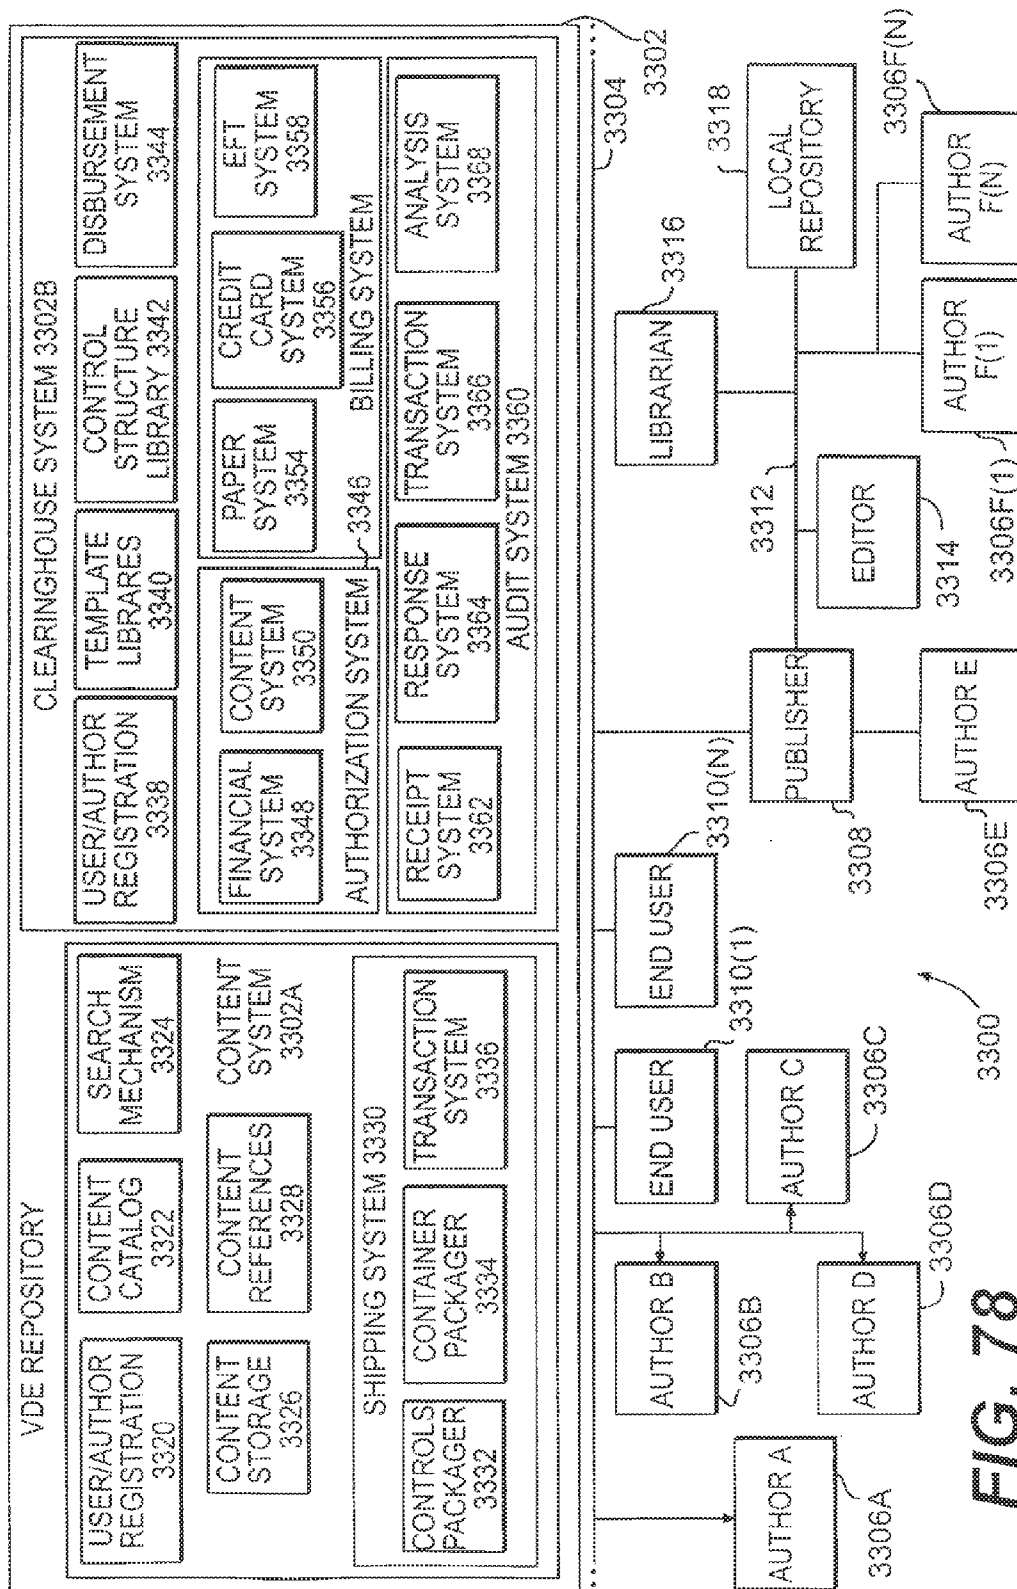 VDE REPOSITORY
USER/AUTHOR
REGISTRATION
3320
CONTENT
CATALOG
3322
SEARCH
MECHANISM
3324
CONTENT
STORAGE
3326
CONTENT
REFERENCES
3328
CONTENT
SYSTEM
3302A
SHIPPING SYSTEM 3330
CONTROLS
PACKAGER
3332
CONTAINER
PACKAGER
3334
TRANSACTION
SYSTEM
3336
CLEARINGHOUSE SYSTEM 3302B
USER/AUTHOR
REGISTRATION
3338
TEMPLATE
LIBRARES
3340
CONTROL
STRUCTURE
LIBRARY 3342
DISBURSEMENT
SYSTEM
3344
FINANCIAL
SYSTEM
3348
CONTENT
SYSTEM
3350
AUTHORIZATION SYSTEM
3346
PAPER
SYSTEM
3354
CREDIT
CARD
SYSTEM
3356
EFT
SYSTEM
3358
BILLING SYSTEM
RECEIPT
SYSTEM
3362
RESPONSE
SYSTEM
3364
TRANSACTION
SYSTEM
3366
ANALYSIS
SYSTEM
3368
AUDIT SYSTEM 3360
3302
3304
AUTHOR A
3306A
AUTHOR B
3306B
AUTHOR D
3306D
AUTHOR C
3306C
END USER
3310(1)
END USER
3310(N)
PUBLISHER
3308
AUTHOR E
3306E
3312
EDITOR
3314
LIBRARIAN
3316
LOCAL
REPOSITORY
3318
AUTHOR
F(1)
3306F(1)
AUTHOR
F(N)
3306F(N)
3300
FIG. 78